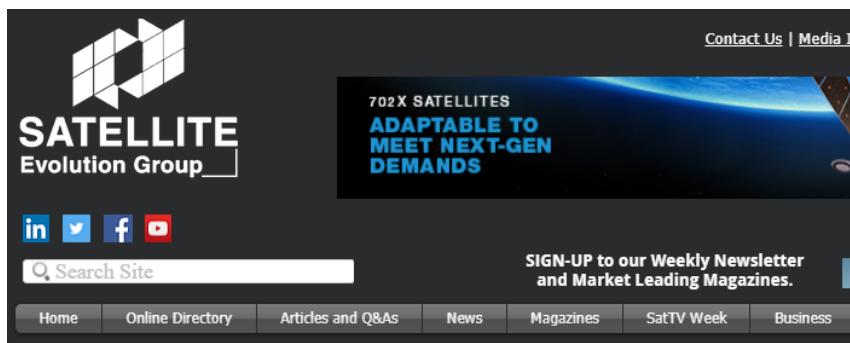 Contact Us | Media
SATELLITE
Evolution Group
702X SATELLITES
ADAPTABLE TO
MEET NEXT-GEN
DEMANDS
in
f
Search Site
SIGN-UP to our Weekly Newsletter
and Market Leading Magazines.
Home Online Directory Articles and Q&As News Magazines SatTV Week Business